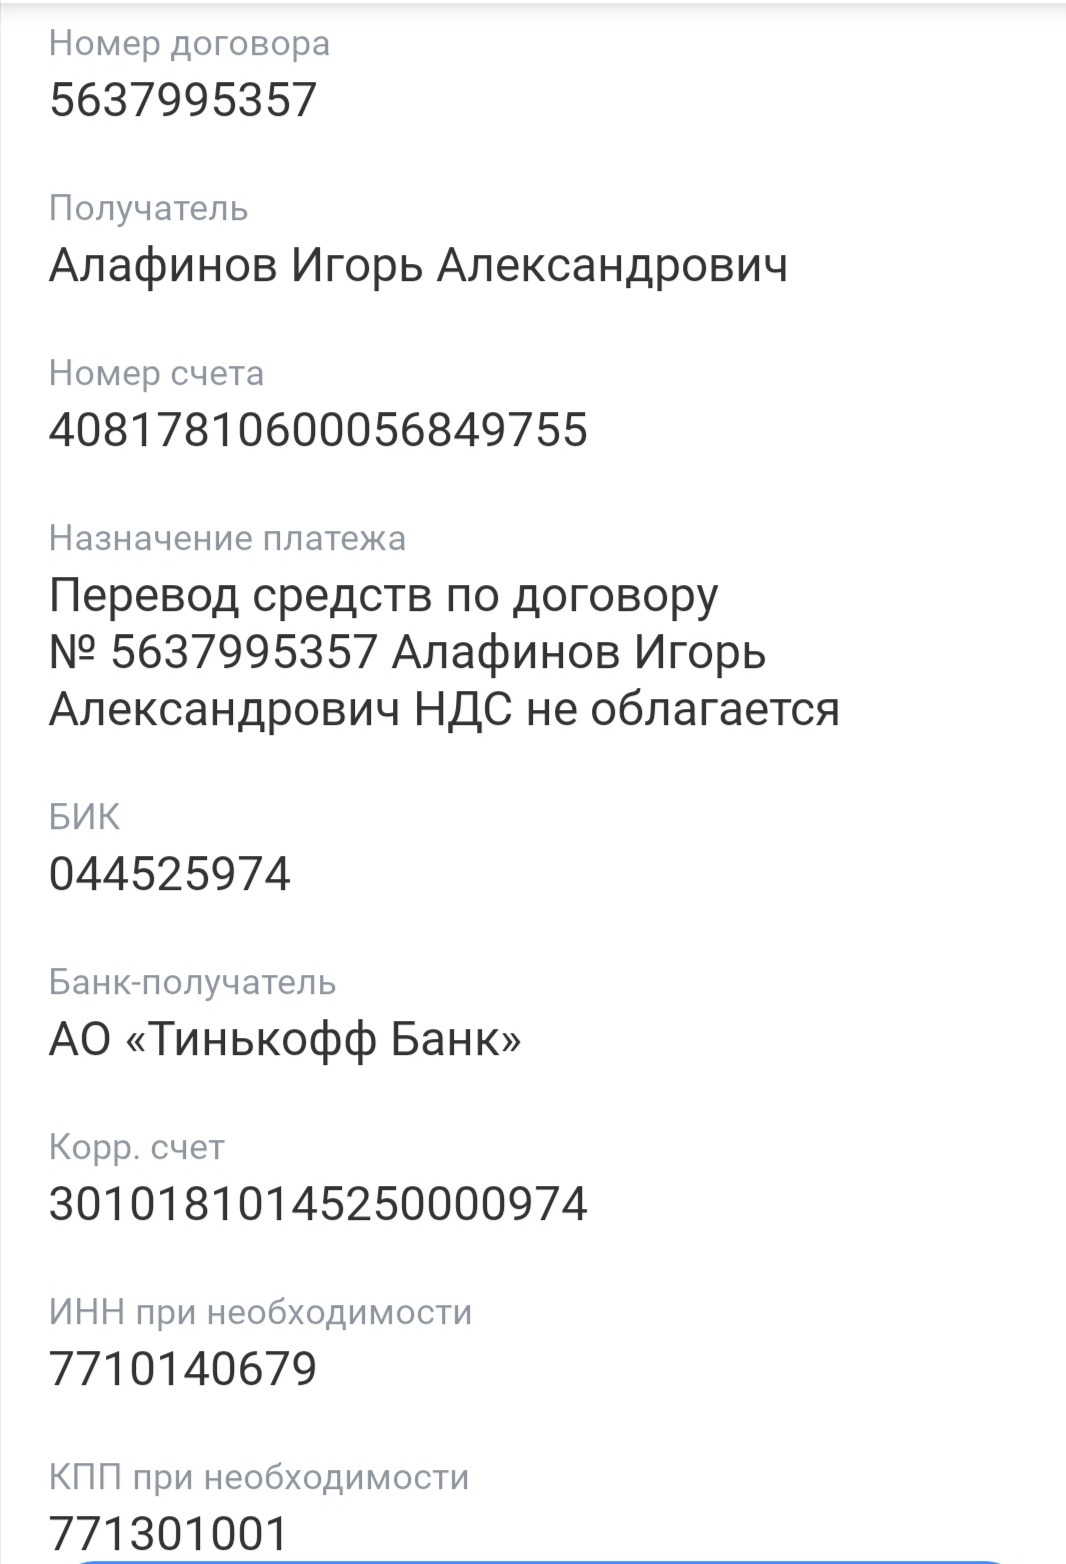 Номер договора
5637995357
Получатель
Алафинов Игорь Александрович
Номер счета
40817810600056849755
Назначение платежа
Перевод средств по договору
№ 5637995357 Алафинов Игорь
Александрович НДС не облагается
БИК
044525974
Банк-получатель
АО «Тинькофф Банк»
Корр. счет
30101810145250000974
ИНН при необходимости
7710140679
КПП при необходимости
771301001